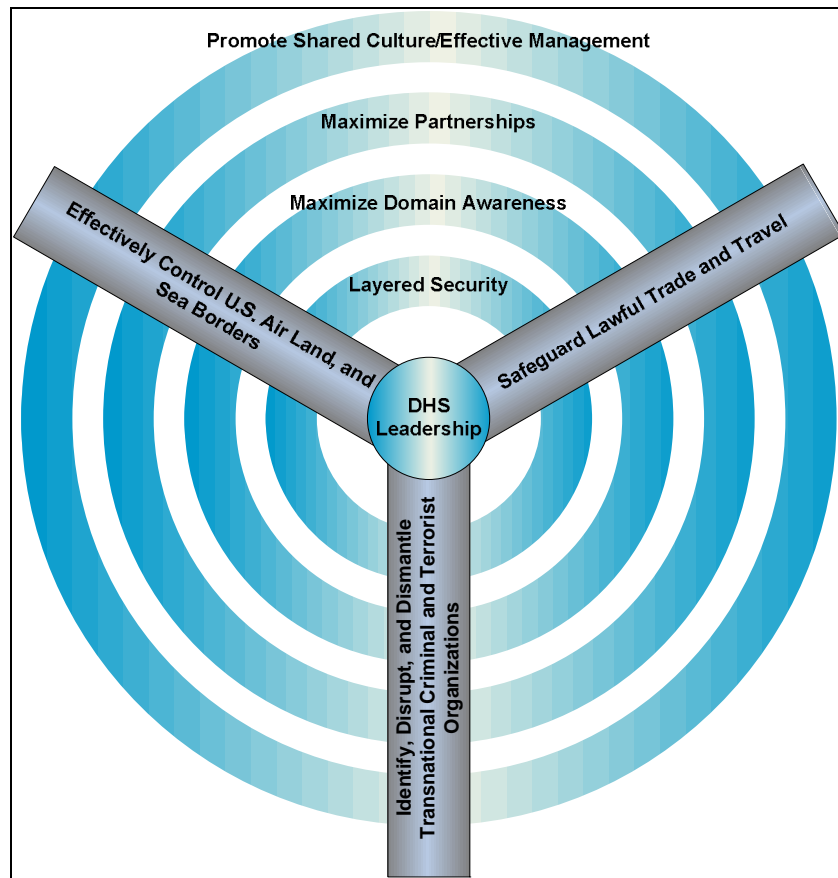 Promote Shared Culture/Effective Management
Maximize Partnerships
Maximize Domain Awareness
Layered Security
Effectively Control U.S. Air Land, and
Sea Borders
Safeguard Lawful Trade and Travel
DHS
Leadership
Identify, Disrupt, and Dismantle
Transnational Criminal and Terrorist
Organizations